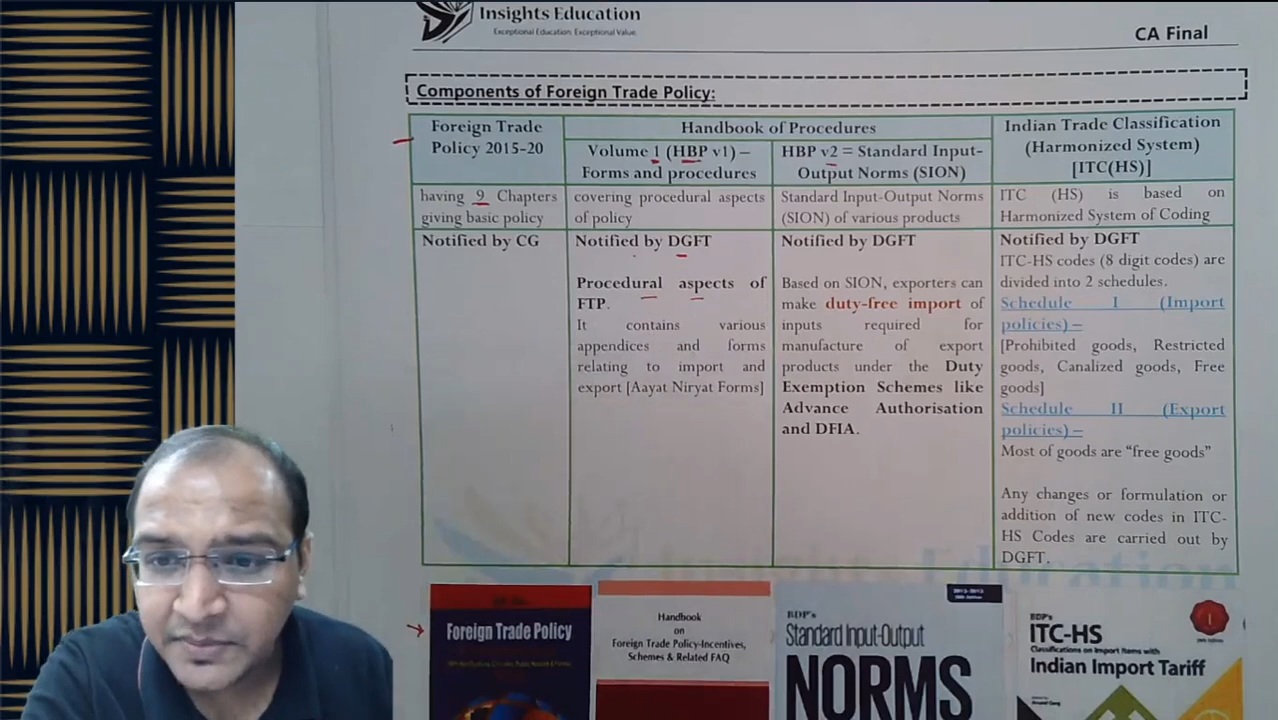 Insights Education
Exceptional Education. Exceptional Value.
CA Final
Components of Foreign Trade Policy:
Foreign Trade
Policy 2015-20
Handbook of Procedures
Volume 1 (HBP v1) –
Forms and procedures
HBP v2 = Standard Input-
Output Norms (SION)
Indian Trade Classification
(Harmonized System)
[ITC(HS)]
having 9 Chapters
giving basic policy
covering procedural aspects
of policy
Standard Input-Output Norms
(SION) of various products
ITC (HS) is based on
Harmonized System of Coding
Notified by CG
Notified by DGFT
Procedural aspects of
FTP.
It contains various
appendices and forms
relating to import and
export [Aayat Niryat Forms]
Notified by DGFT
Based on SION, exporters can
make duty-free import of
inputs required for
manufacture of export
products under the Duty
Exemption Schemes like
Advance Authorisation
and DFIA.
Notified by DGFT
ITC-HS codes (8 digit codes) are
divided into 2 schedules.
Schedule I (Import
policies) –
[Prohibited goods, Restricted
goods, Canalized goods, Free
goods]
Schedule II (Export
policies) –
Most of goods are “free goods”
Any changes or formulation or
addition of new codes in ITC-
HS Codes are carried out by
DGFT.
Foreign Trade Policy
Handbook
on
Foreign Trade Policy-Incentives,
Schemes & Related FAQ
BDP's
Standard Input-Output
NORMS
BDP's
ITC-HS
Classifications on Import Items with
Indian Import Tariff